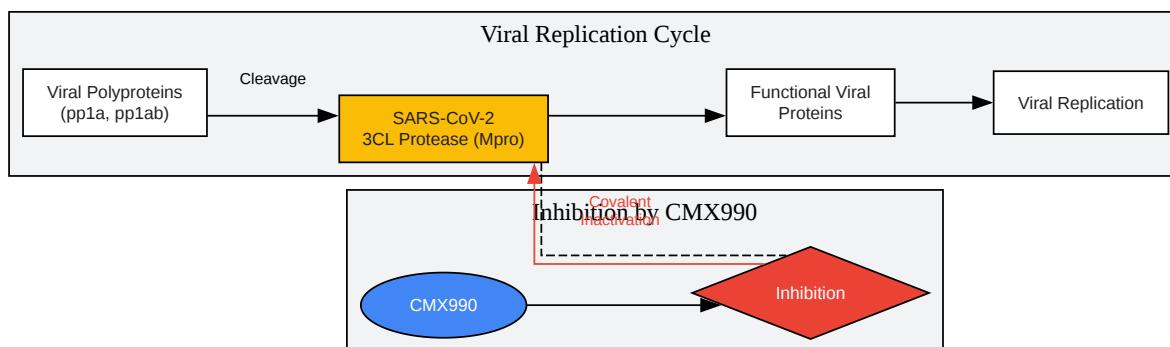 Viral Replication Cycle
Viral Polyproteins
(pp1a, pp1ab)
Cleavage
SARS-CoV-2
3CL Protease (Mpro)
Functional Viral
Proteins
Viral Replication
Inhibition by CMX990
Covalent
Inactivation
CMX990
Inhibition